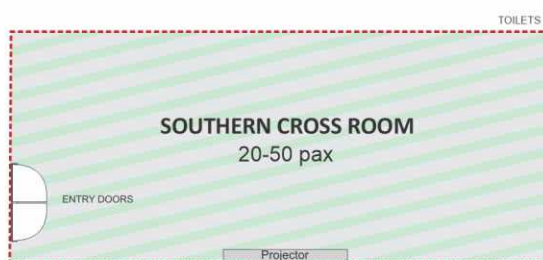 TOILETS
SOUTHERN CROSS ROOM
20-50 pax
ENTRY DOORS
Projector